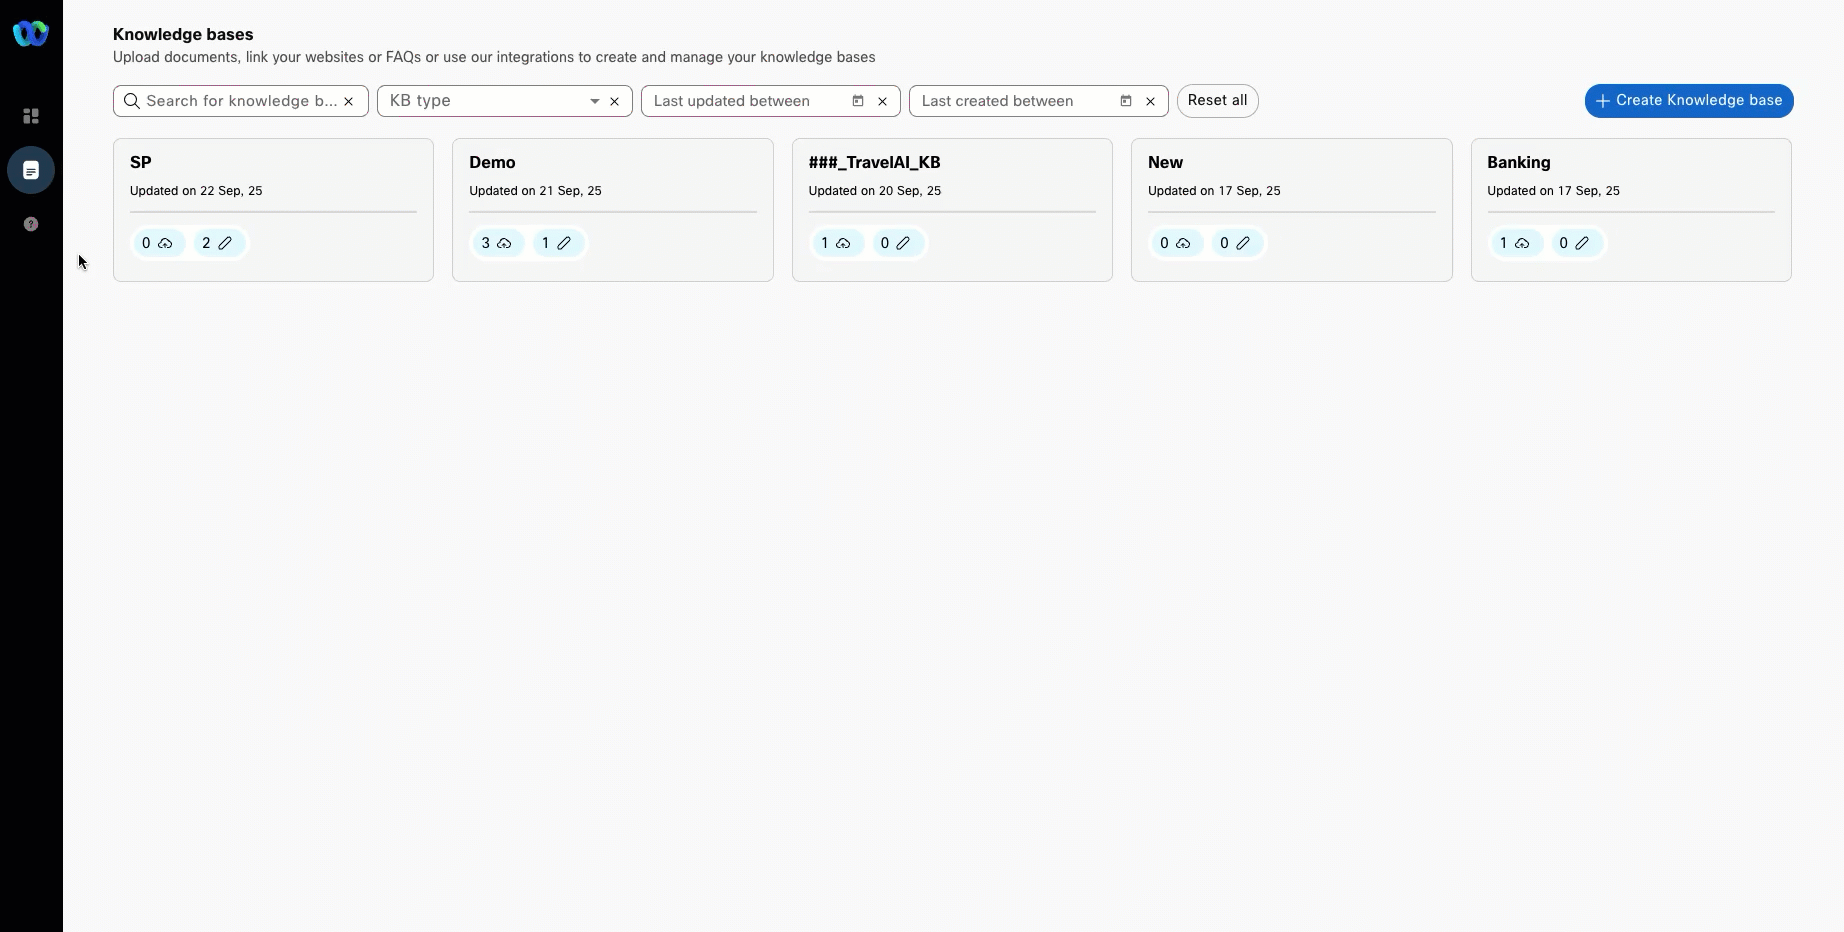 Knowledge bases
Upload documents, link your websites or FAQs or use our integrations to create and manage your knowledge bases
Search for knowledge b... KB type Last updated between Last created between Reset all Create Knowledge base
SP Demo ###_TravelAI_KB New Banking
Updated on 22 Sep, 25 Updated on 21 Sep, 25 Updated on 20 Sep, 25 Updated on 17 Sep, 25 Updated on 17 Sep, 25
0 2 3 1 1 0 0 0 1 0
?